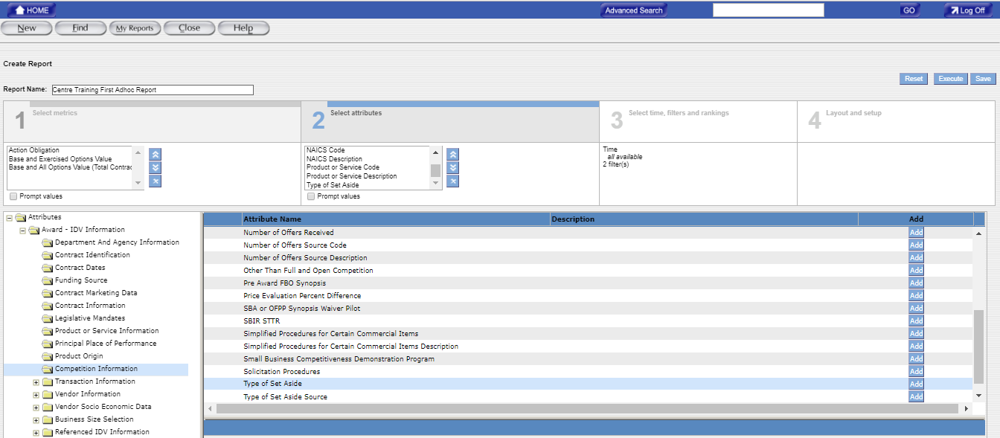 HOME Advanced Search GO Log Off
New Find My Reports Close Help
Create Report
Reset Execute Save
Report Name: Centre Training First Adhoc Report
1 Select metrics 2 Select attributes 3 Select time, filters and rankings 4 Layout and setup
Action Obligation
Base and Exercised Options Value
Base and All Options Value (Total Contrac
Prompt values
NAICS Code
NAICS Description
Product or Service Code
Product or Service Description
Type of Set Aside
Prompt values
Time
all available
2 filter(s)
Attributes
Award - IDV Information
Department And Agency Information
Contract Identification
Contract Dates
Funding Source
Contract Marketing Data
Contract Information
Legislative Mandates
Product or Service Information
Principal Place of Performance
Product Origin
Competition Information
Transaction Information
Vendor Information
Vendor Socio Economic Data
Business Size Selection
Referenced IDV Information
Attribute Name Description Add
Number of Offers Received Add
Number of Offers Source Code Add
Number of Offers Source Description Add
Other Than Full and Open Competition Add
Pre Award FBO Synopsis Add
Price Evaluation Percent Difference Add
SBA or OFPP Synopsis Waiver Pilot Add
SBIR STTR Add
Simplified Procedures for Certain Commercial Items Add
Simplified Procedures for Certain Commercial Items Description Add
Small Business Competitiveness Demonstration Program Add
Solicitation Procedures Add
Type of Set Aside Add
Type of Set Aside Source Add